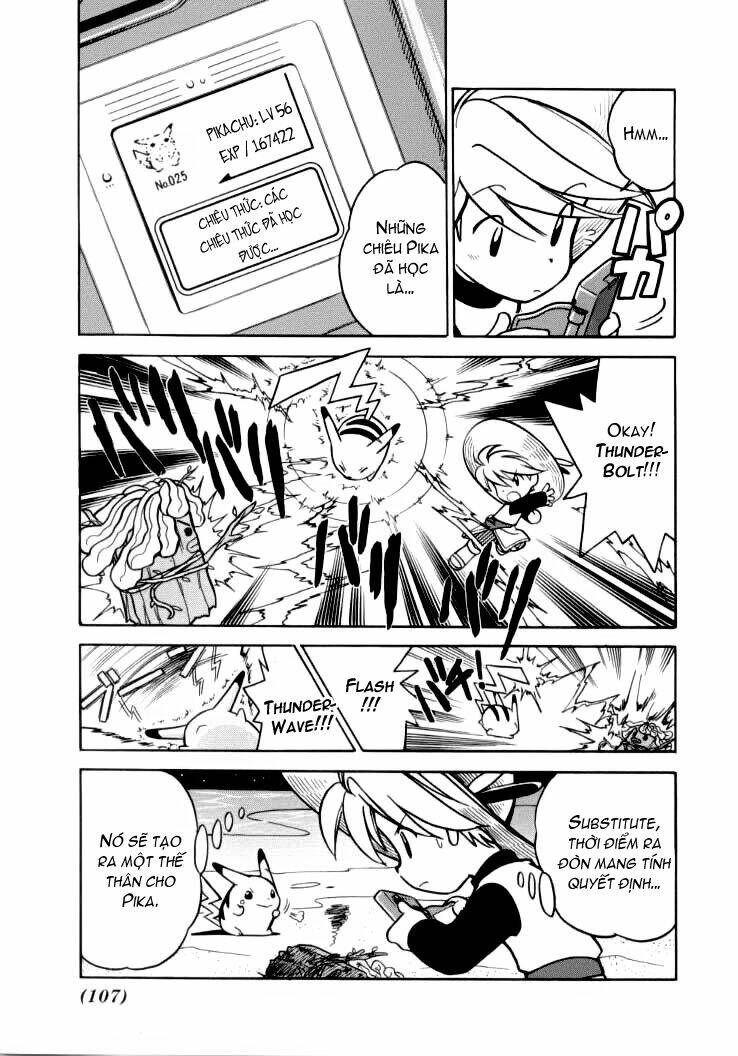 Hmm...
パカ
Pikachu: LV 56
EXP / 167422
No.025
Chiêu thức: các
chiêu thức đã học
được...
Những
chiêu Pika
đã học
là...
Okay!
Thunder-
Bolt!!!
Flash
!!!
Thunder-
Wave!!!
Substitute,
thời điểm ra
đòn mang tính
quyết định...
Nó sẽ tạo
ra một thế
thân cho
Pika.
(107)